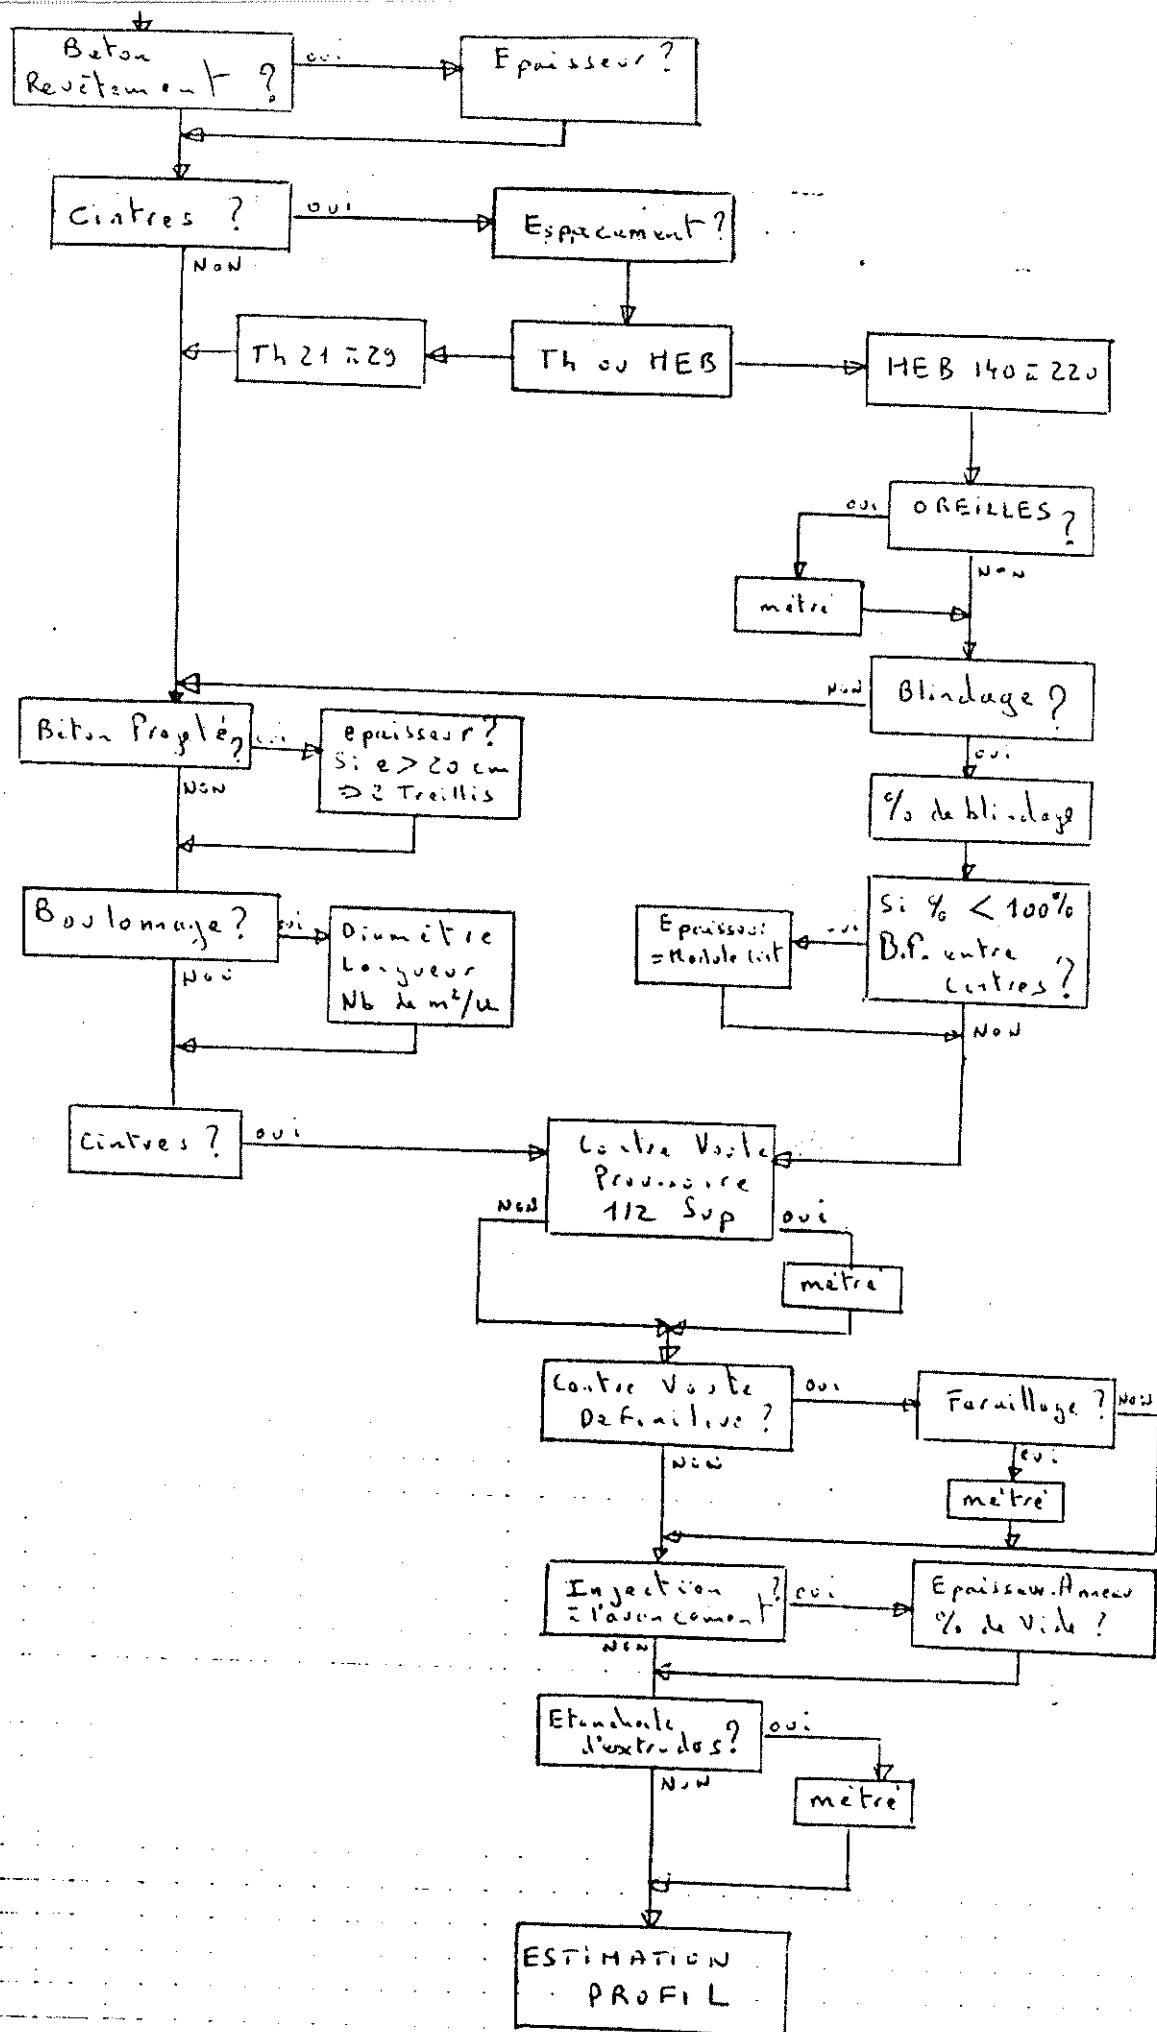 Beton
Revêtement ?
oui
Epaisseur ?
Cintres ?
oui
Espacement ?
NON
Th 21 à 29
Th ou HEB
HEB 140 à 220
OREILLES ?
oui
NON
métré
Blindage ?
NON
oui
Béton Projeté ?
oui
epaisseur ?
Si e > 20 cm
=> 2 Treillis
NON
% de blindage
Boulonnage ?
oui
Diamètre
Longueur
Nb de m²/u
NON
Si % < 100%
B.P. entre
Cintres ?
oui
Epaisseur
= Module
NON
Cintres ?
oui
Contre Voute
Provisoire
1/2 Sup
NON
oui
métré
Contre Voute
Definitive ?
oui
Ferraillage ?
NON
oui
NON
métré
Injection ?
à l'avancement
oui
Epaisseur Anneau
% de Vide ?
NON
Etancheité
d'extrados ?
oui
NON
métré
ESTIMATION
PROFIL